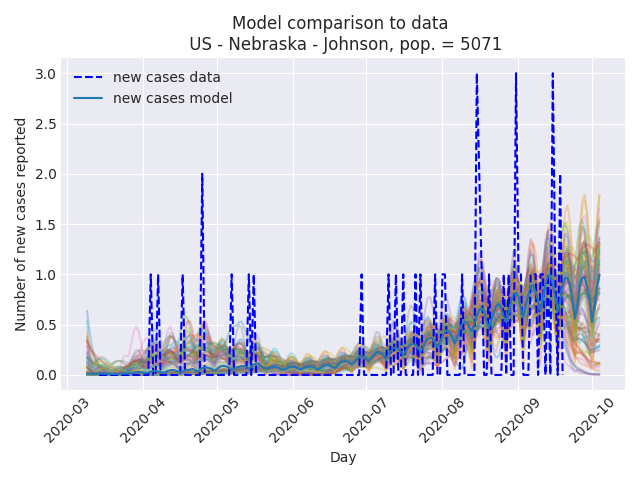 Model comparison to data
US - Nebraska - Johnson, pop. = 5071
new cases data
new cases model
Number of new cases reported
3.0
2.5
2.0
1.5
1.0
0.5
0.0
2020-03
2020-04
2020-05
2020-06
2020-07
2020-08
2020-09
2020-10
Day